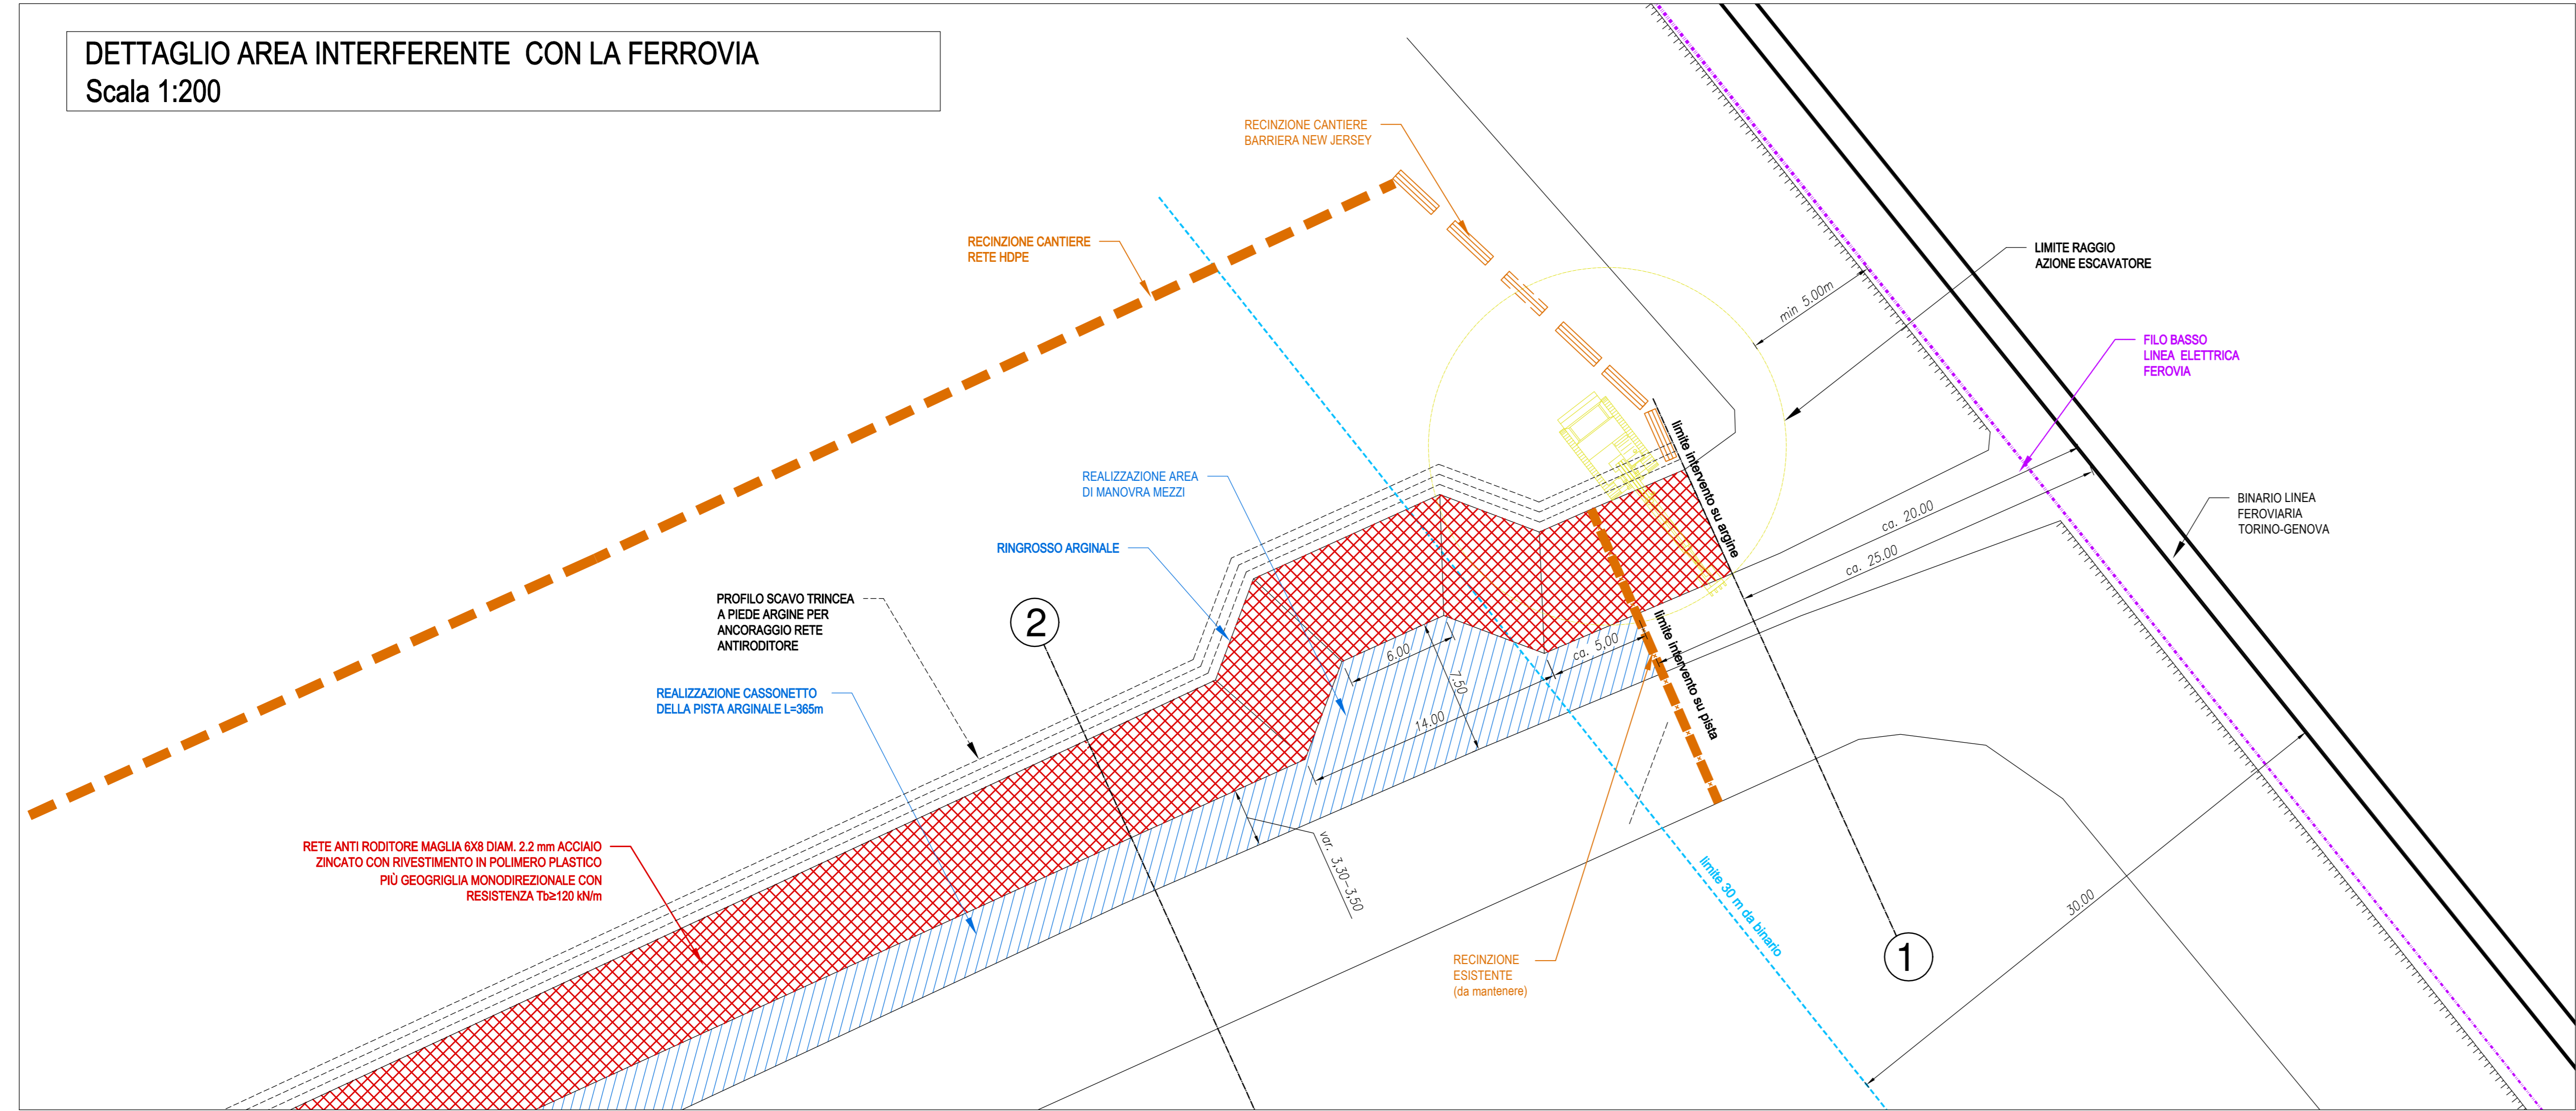 DETTAGLIO AREA INTERFERENTE CON LA FERROVIA
Scala 1:200
RECINZIONE CANTIERE
BARRIERA NEW JERSEY
RECINZIONE CANTIERE
RETE HDPE
LIMITE RAGGIO
AZIONE ESCAVATORE
min 5.00m
FILO BASSO
LINEA ELETTRICA
FEROVIA
limite intervento su argine
REALIZZAZIONE AREA
DI MANOVRA MEZZI
BINARIO LINEA
FEROVIARIA
TORINO-GENOVA
ca. 20.00
ca. 25.00
RINGROSSO ARGINALE
PROFILO SCAVO TRINCEA
A PIEDE ARGINE PER
ANCORAGGIO RETE
ANTIRODITORE
2
limite intervento su pista
ca. 5,00
6.00
7.50
14.00
REALIZZAZIONE CASSONETTO
DELLA PISTA ARGINALE L=365m
RETE ANTI RODITORE MAGLIA 6X8 DIAM. 2.2 mm ACCIAIO
ZINCATO CON RIVESTIMENTO IN POLIMERO PLASTICO
PIÙ GEOGRIGLIA MONODIREZIONALE CON
RESISTENZA Tb≥120 kN/m
var. 3,30-3,50
limite 30 m da binario
30.00
RECINZIONE
ESISTENTE
(da mantenere)
1